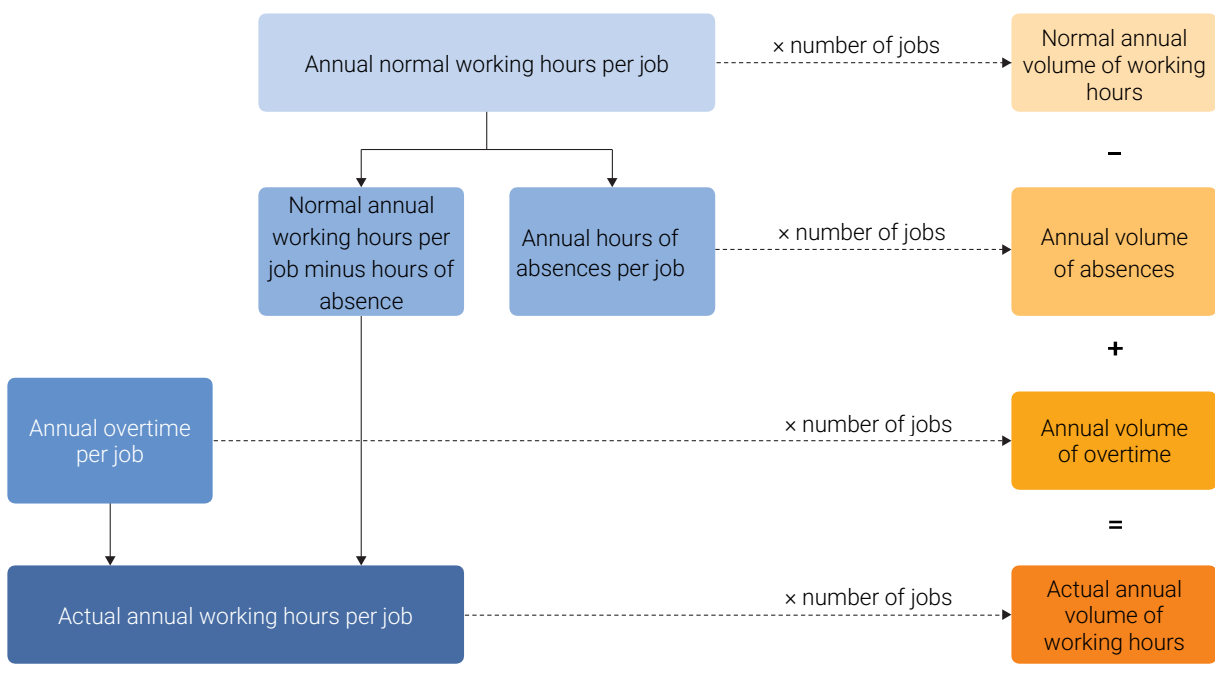 Annual normal working hours per job
× number of jobs
Normal annual
volume of working
hours
–
Normal annual
working hours per
job minus hours of
absence
Annual hours of
absences per job
× number of jobs
Annual volume
of absences
+
Annual overtime
per job
× number of jobs
Annual volume
of overtime
=
Actual annual working hours per job
× number of jobs
Actual annual
volume of
working hours